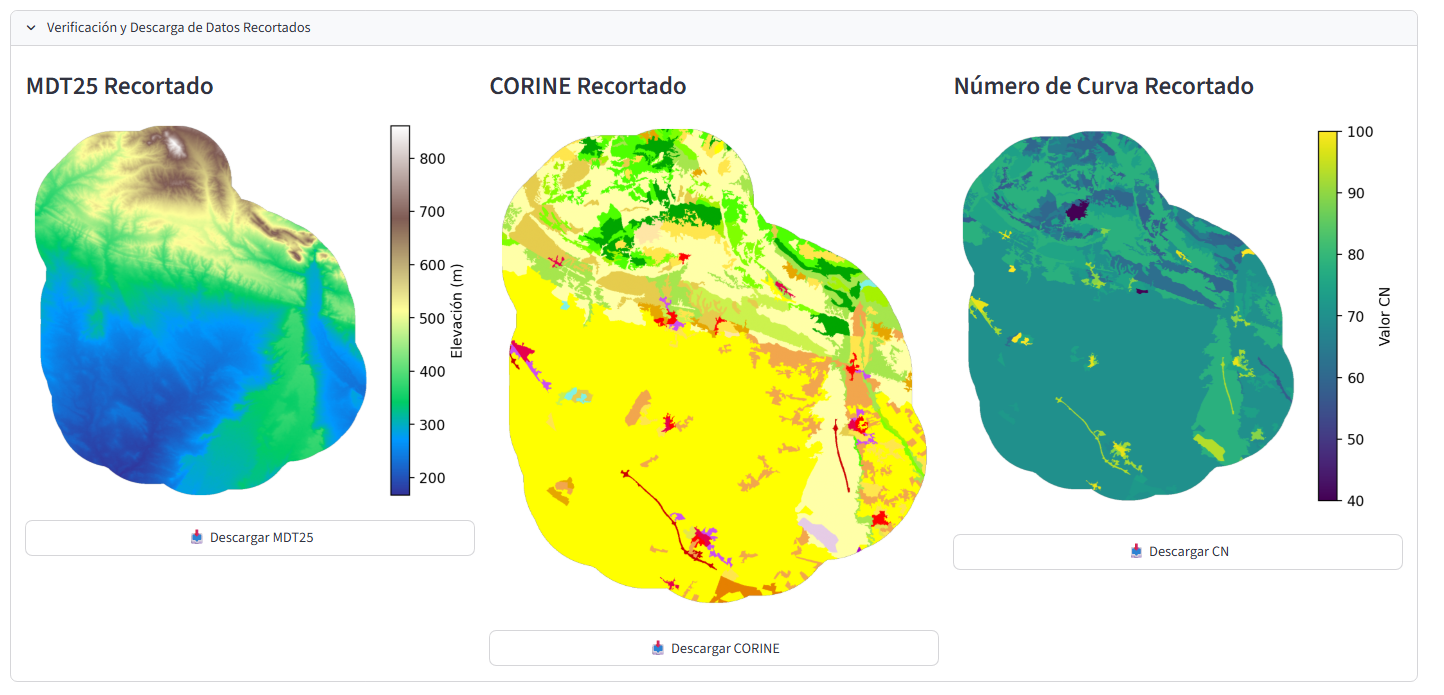 Verificación y Descarga de Datos Recortados
MDT25 Recortado
800
700
600
500
400
300
200
Elevación (m)
Descargar MDT25
CORINE Recortado
Descargar CORINE
Número de Curva Recortado
100
90
80
70
60
50
40
Valor CN
Descargar CN